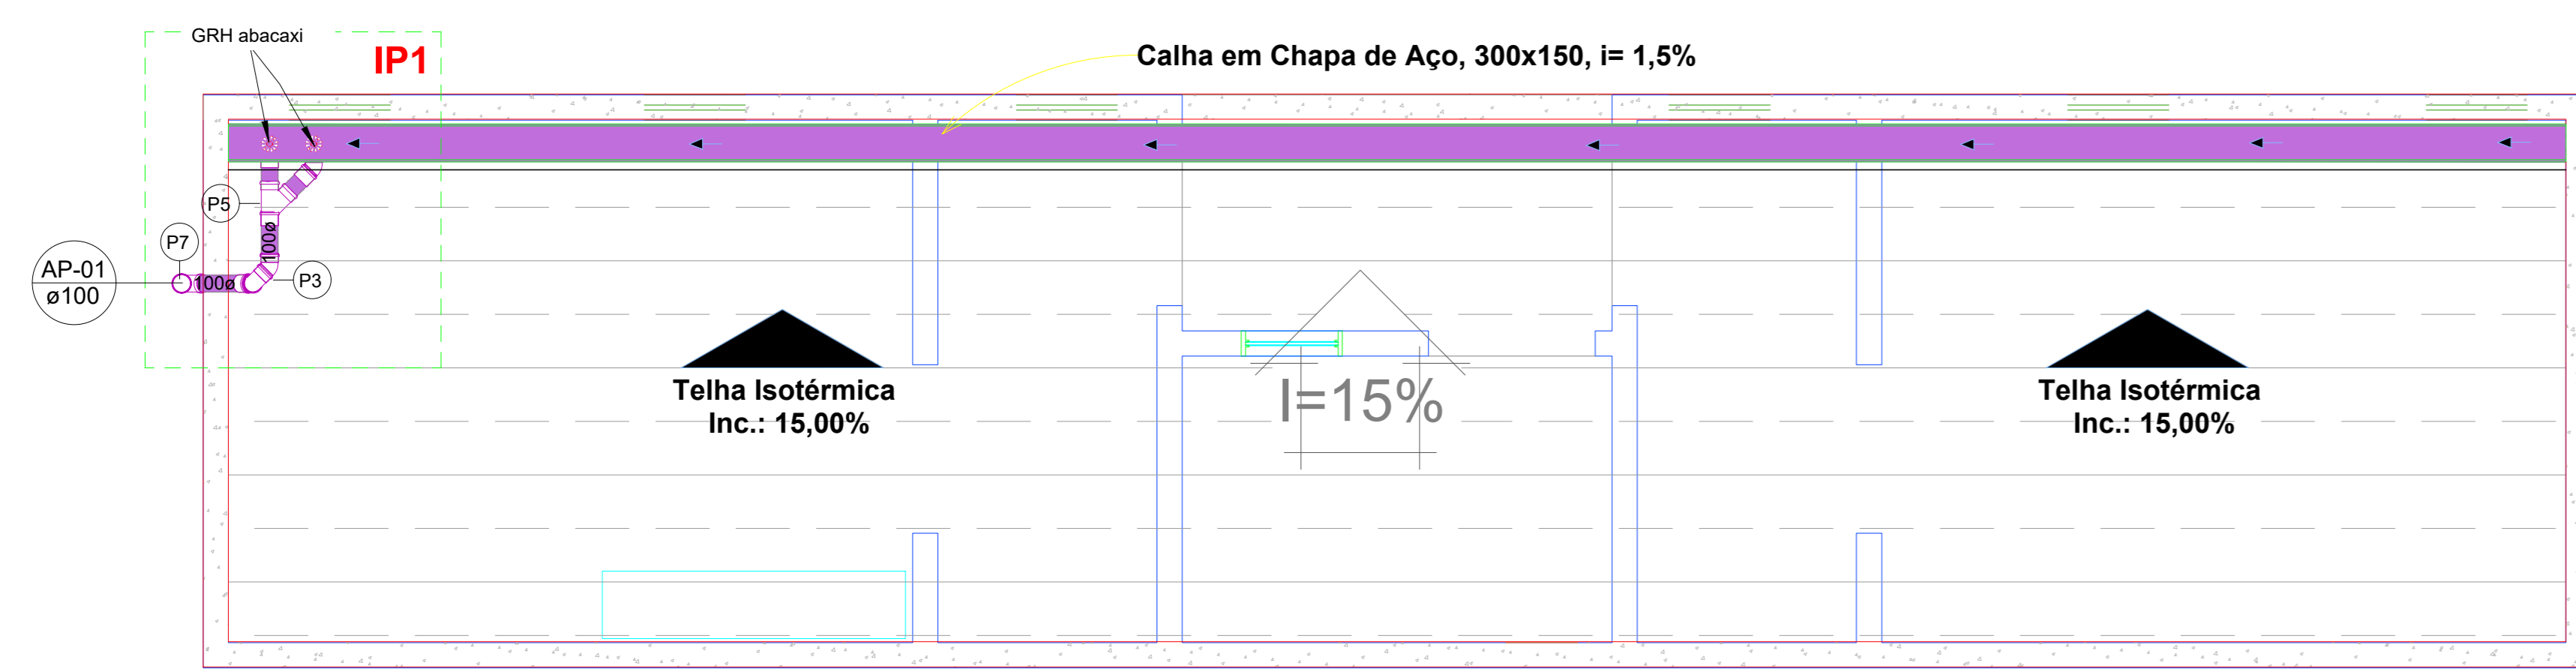 GRH abacaxi
IP1
Calha em Chapa de Aço, 300x150, i= 1,5%
P5
100ø
P7
AP-01
ø100
100ø
P3
Telha Isotérmica
Inc.: 15,00%
I=15%
Telha Isotérmica
Inc.: 15,00%